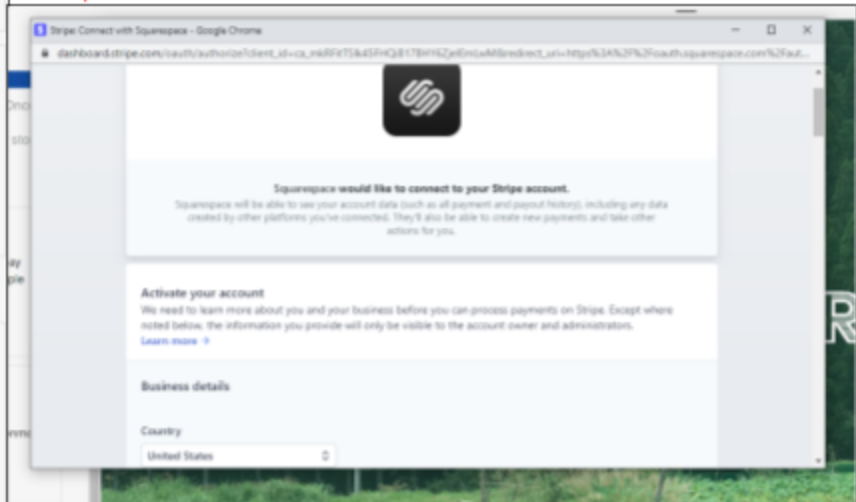 Stripe: Connect with Squarespace - Google Chrome
Squarespace would like to connect to your Stripe account.
Squarespace will be able to see your account data (such as all payment and payout history), including any data
created by other platforms you've connected. They'll also be able to create new payments and take other
actions for you.
Activate your account
We need to learn more about you and your business before you can process payments on Stripe. Except where
noted below, the information you provide will only be visible to the account owner and administrators.
Learn more →
Business details
Country
United States
R